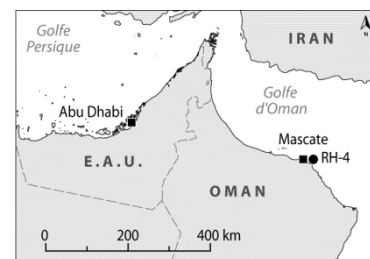 Golfe
Persique
IRAN
N
Golfe
d'Oman
Abu Dhabi
Mascate
RH-4
E.A.U.
OMAN
0 200 400 km